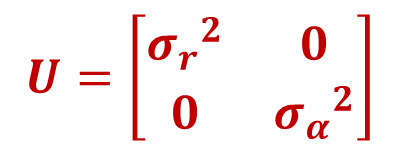 U = [σ_r² 0
0 σ_α²]